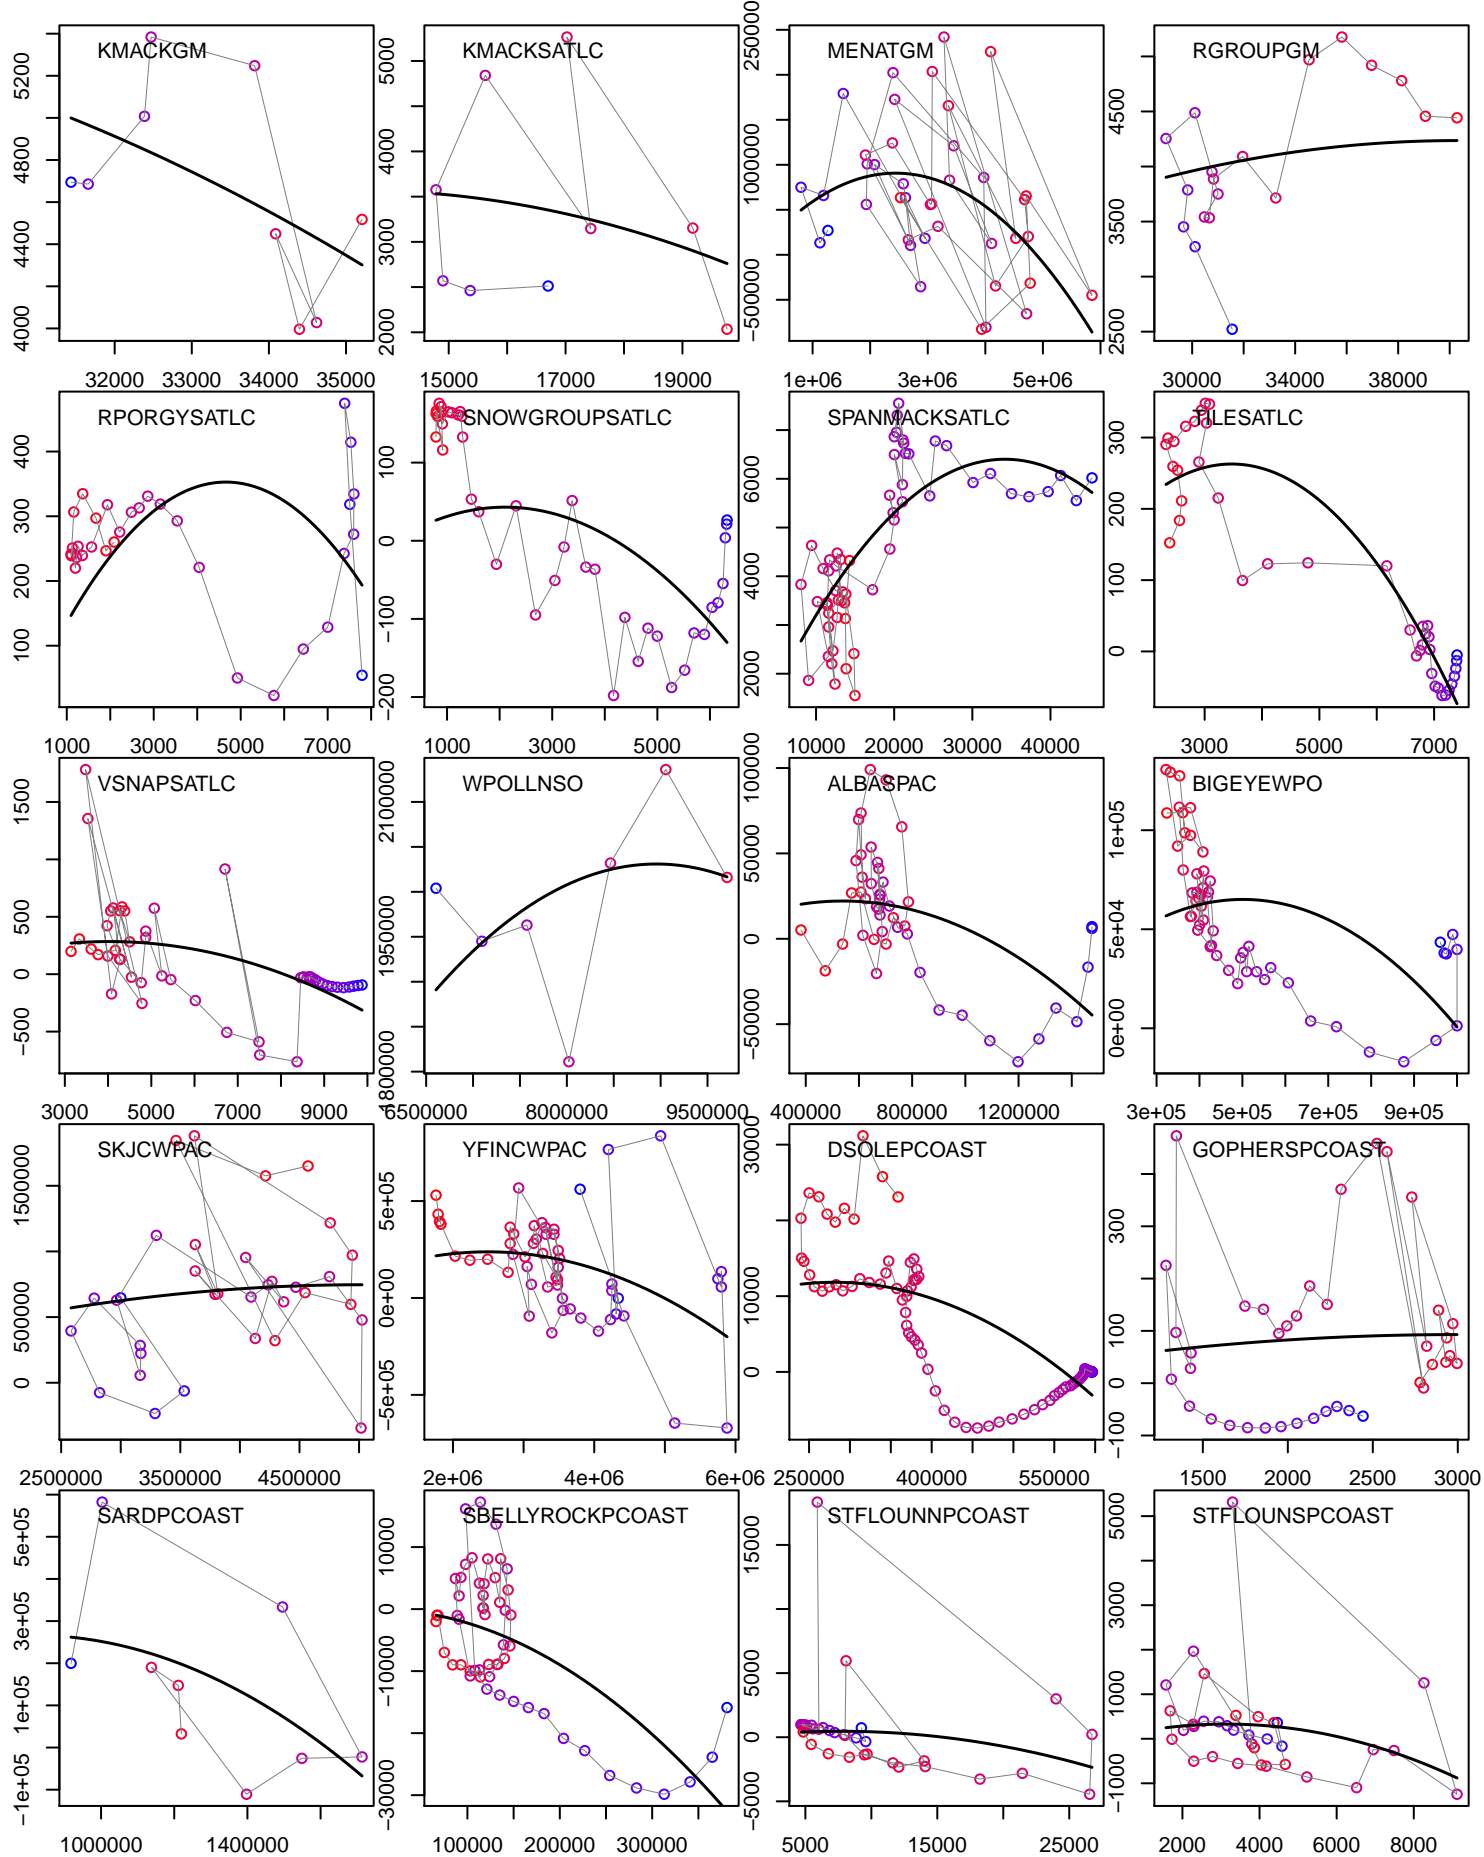 KMACKGM
4000 4400 4800 5200
32000 33000 34000 35000
KMACKSATLC
2000 3000 4000 5000
15000 17000 19000
MENATGM
−500000 1000000 2500000
1e+06 3e+06 5e+06
RGROUPGM
2500 3500 4500
30000 34000 38000
RPORGYSATLC
100 200 300 400
1000 3000 5000 7000
SNOWGROUPSATLC
−200 −100 0 100
1000 3000 5000
SPANMACKSATLC
2000 4000 6000
10000 20000 30000 40000
TILESATLC
0 100 200 300
3000 5000 7000
VSNAPSATLC
−500 0 500 1500
3000 5000 7000 9000
WPOLLNSO
1800000 1950000 2100000
6500000 8000000 9500000
ALBASPAC
−50000 0 50000 100000
400000 800000 1200000
BIGEYEWPO
0e+00 5e+04 1e+05
3e+05 5e+05 7e+05 9e+05
SKJCWPAC
0 500000 1500000
2500000 3500000 4500000
YFINCWPAC
−5e+05 0e+00 5e+05
2e+06 4e+06 6e+06
DSOLEPCOAST
0 10000 30000
250000 400000 550000
GOPHERSPCOAST
−100 0 100 300
1500 2000 2500 3000
SARDPCOAST
−1e+05 1e+05 3e+05 5e+05
1000000 1400000
SBELLYROCKPCOAST
−30000 −10000 0 10000
100000 200000 300000
STFLOUNNPCOAST
−5000 0 5000 15000
5000 15000 25000
STFLOUNSPCOAST
−1000 1000 3000 5000
2000 4000 6000 8000